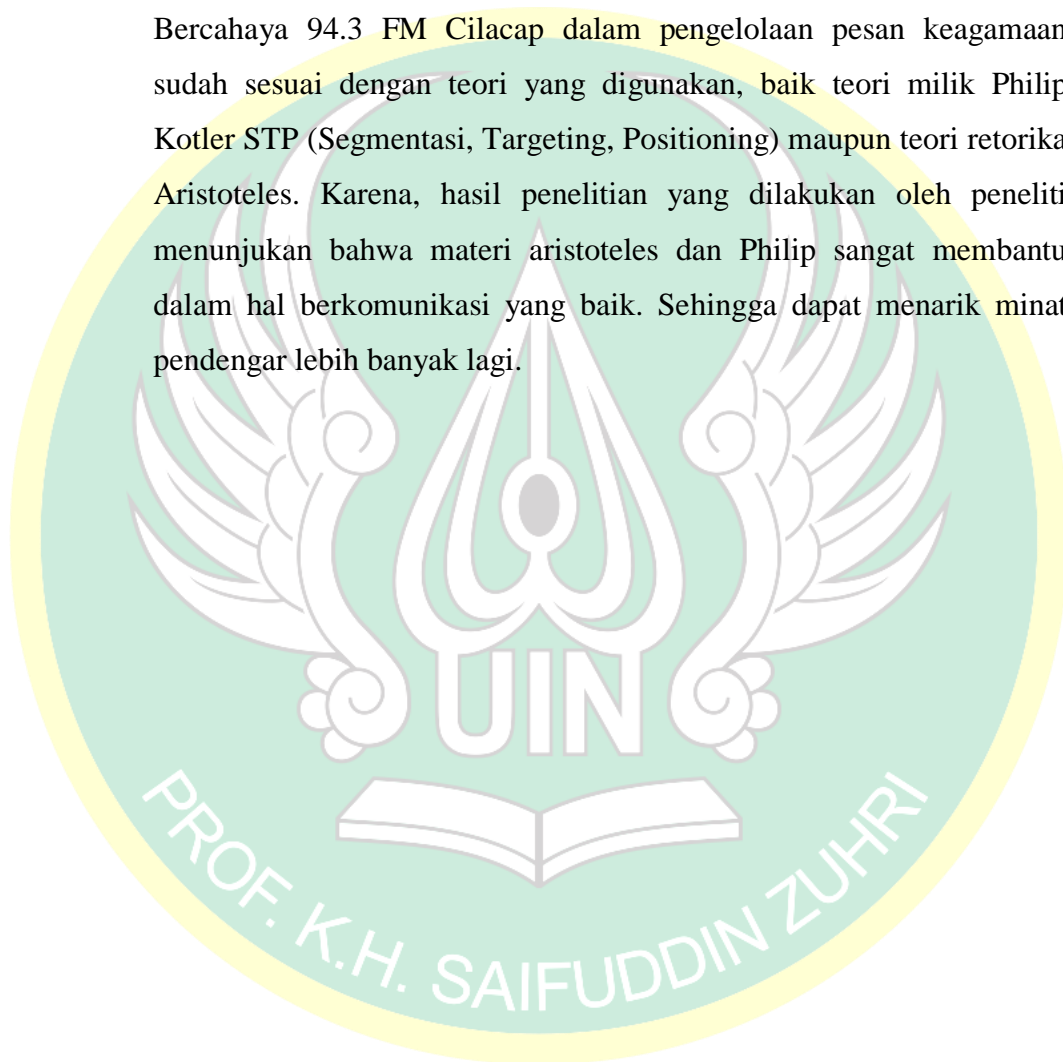 Bercahaya 94.3 FM Cilacap dalam pengelolaan pesan keagamaan
sudah sesuai dengan teori yang digunakan, baik teori milik Philip
Kotler STP (Segmentasi, Targeting, Positioning) maupun teori retorika
Aristoteles. Karena, hasil penelitian yang dilakukan oleh peneliti
menunjukan bahwa materi aristoteles dan Philip sangat membantu
dalam hal berkomunikasi yang baik. Sehingga dapat menarik minat
pendengar lebih banyak lagi.
UIN
PROF. K.H. SAIFUDDIN ZUHRI